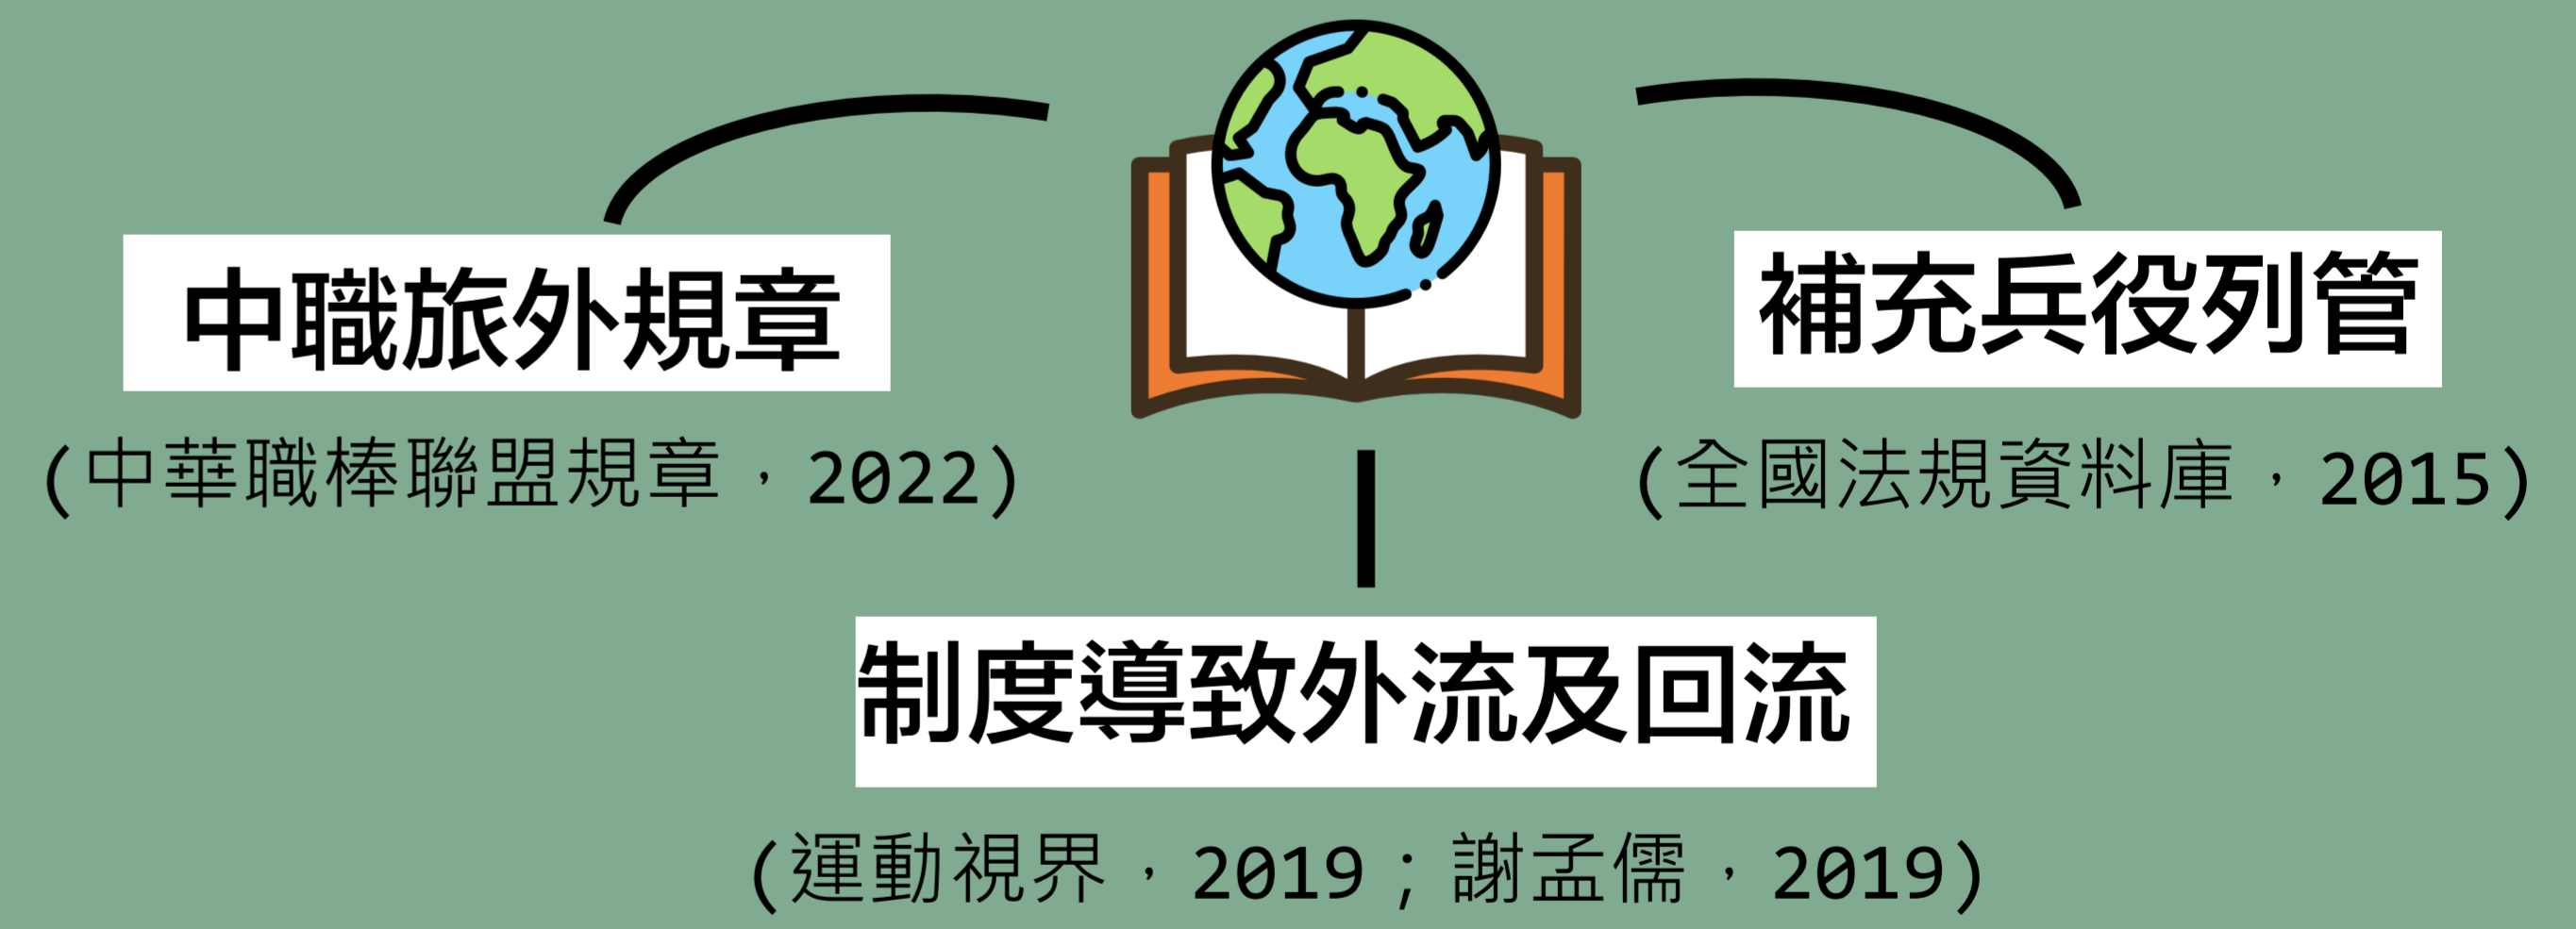 中職旅外規章
(中華職棒聯盟規章，2022)
補充兵役列管
(全國法規資料庫，2015)
制度導致外流及回流
(運動視界，2019；謝孟儒，2019)